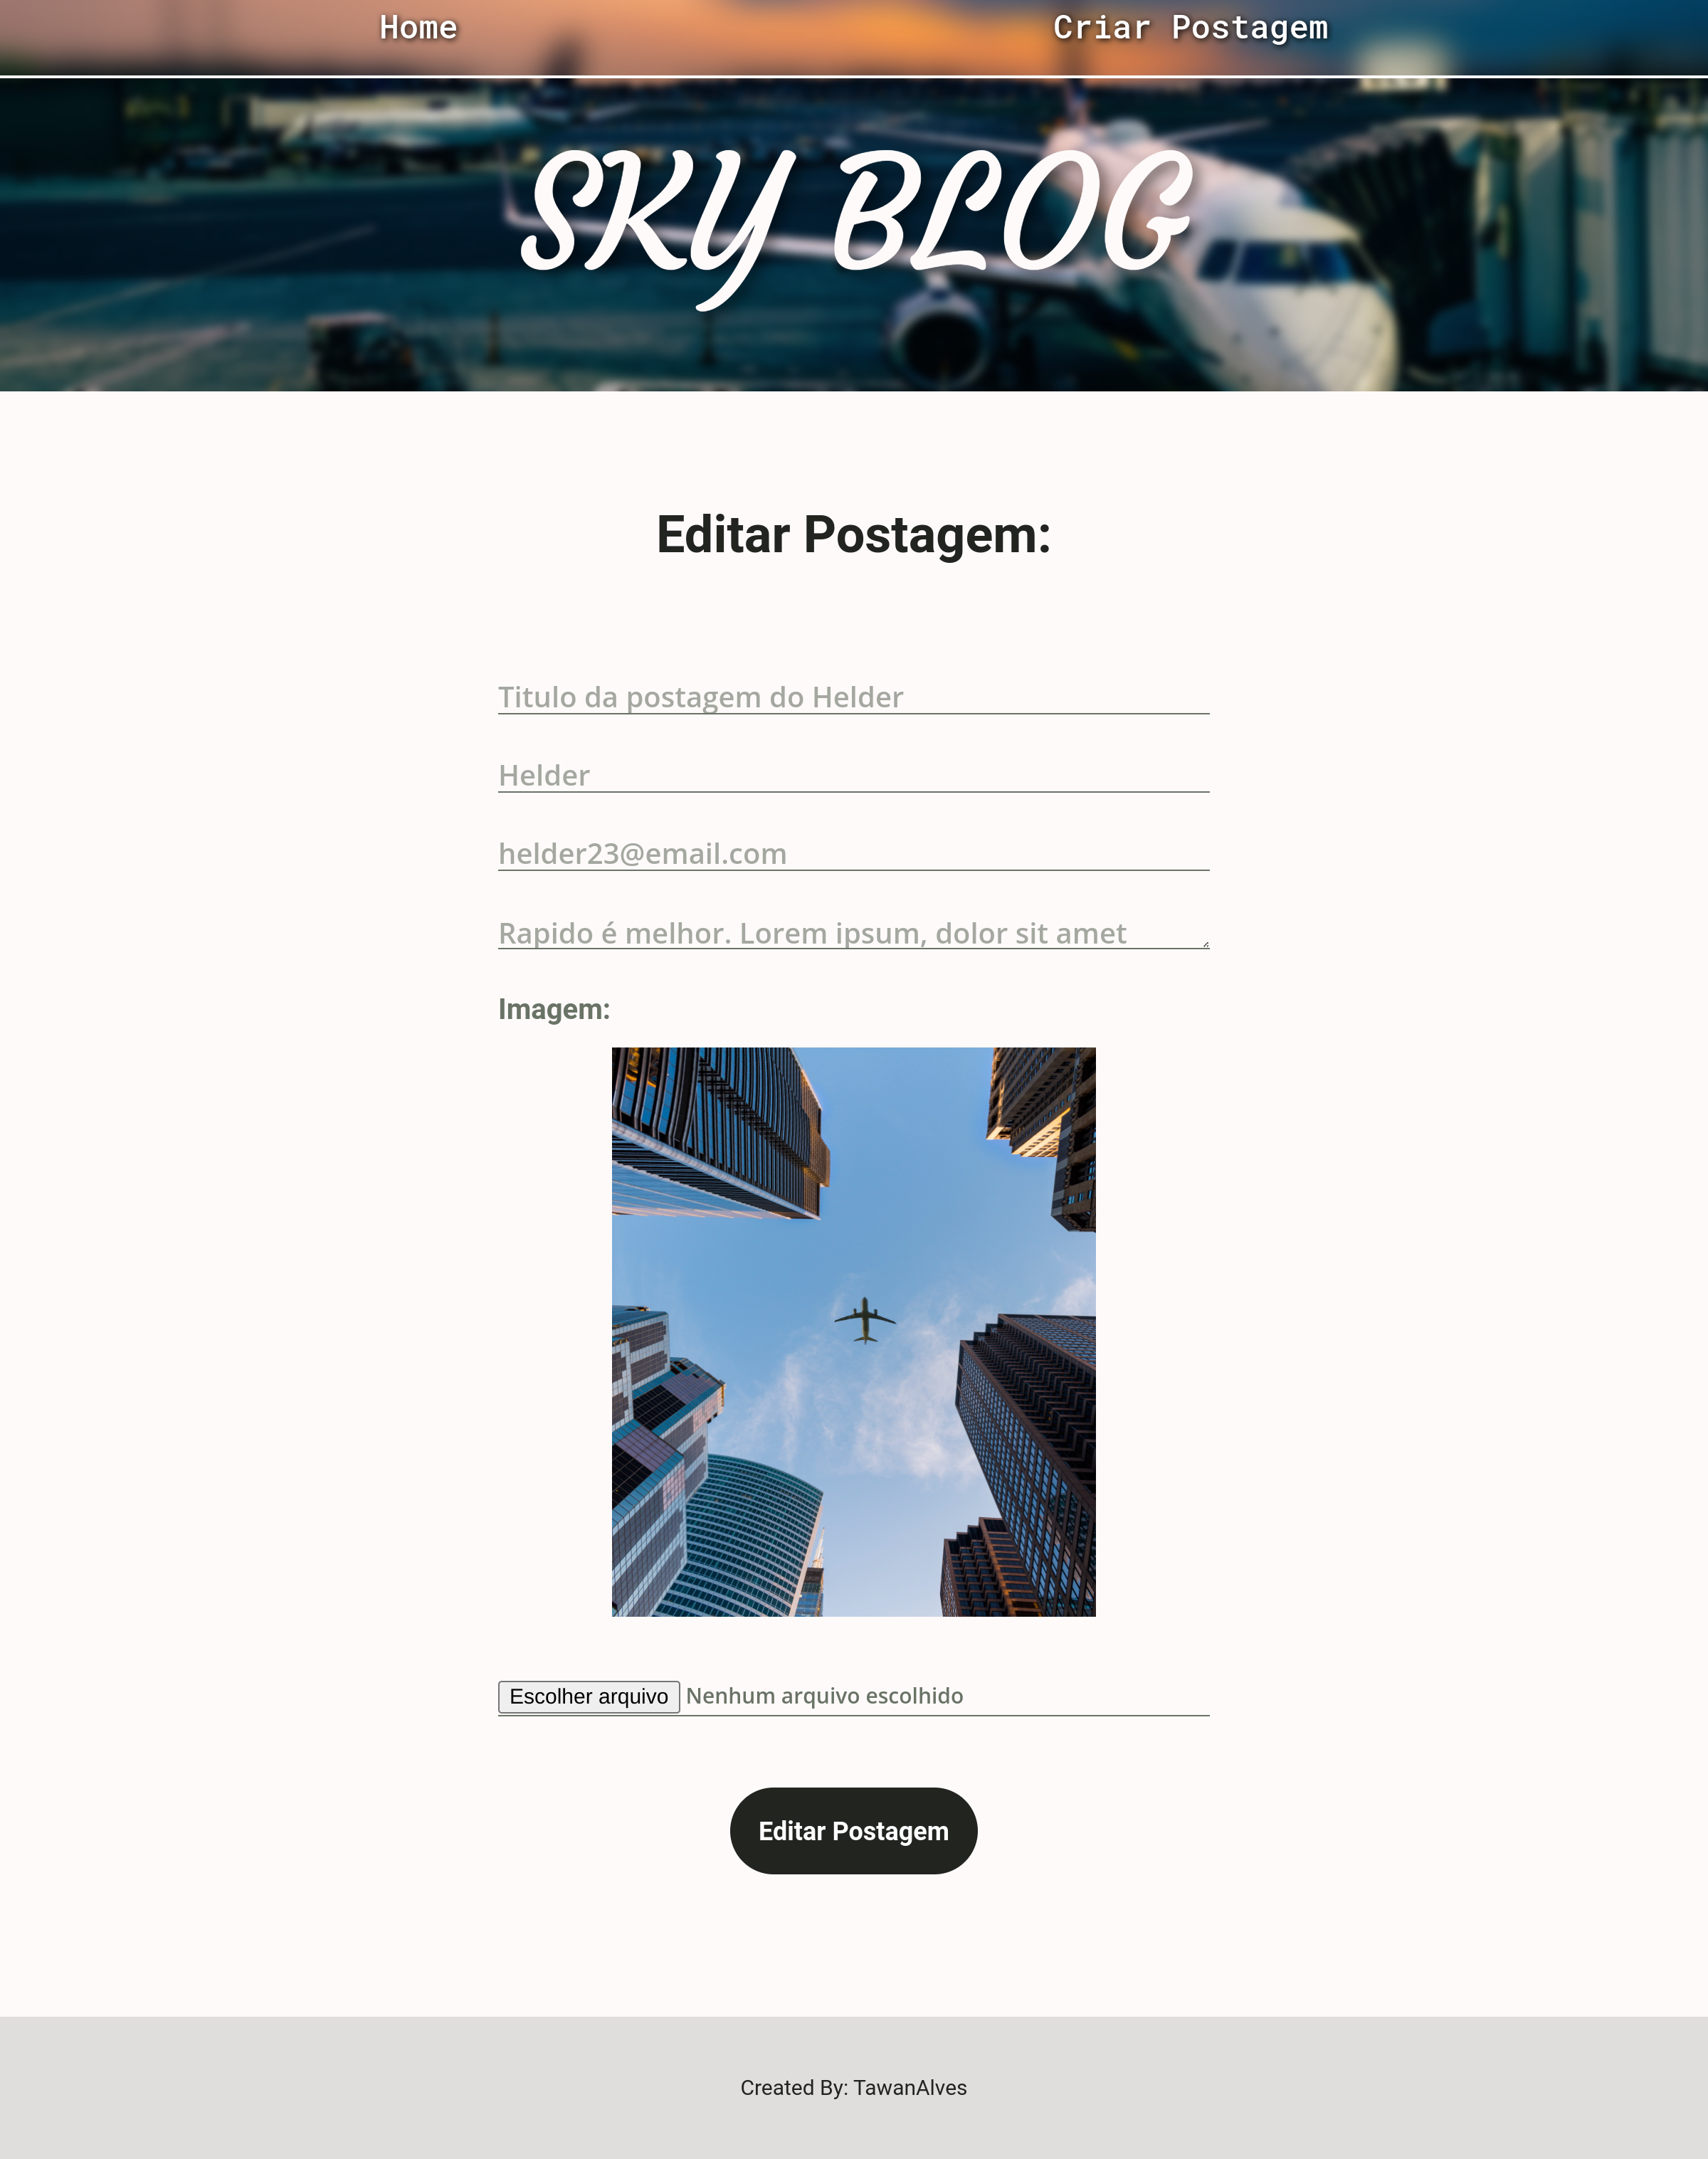 Home
Criar Postagem
SKY BLOG
Editar Postagem:
Titulo da postagem do Helder
Helder
helder23@email.com
Rapido é melhor. Lorem ipsum, dolor sit amet
Imagem:
Escolher arquivo Nenhum arquivo escolhido
Editar Postagem
Created By: TawanAlves